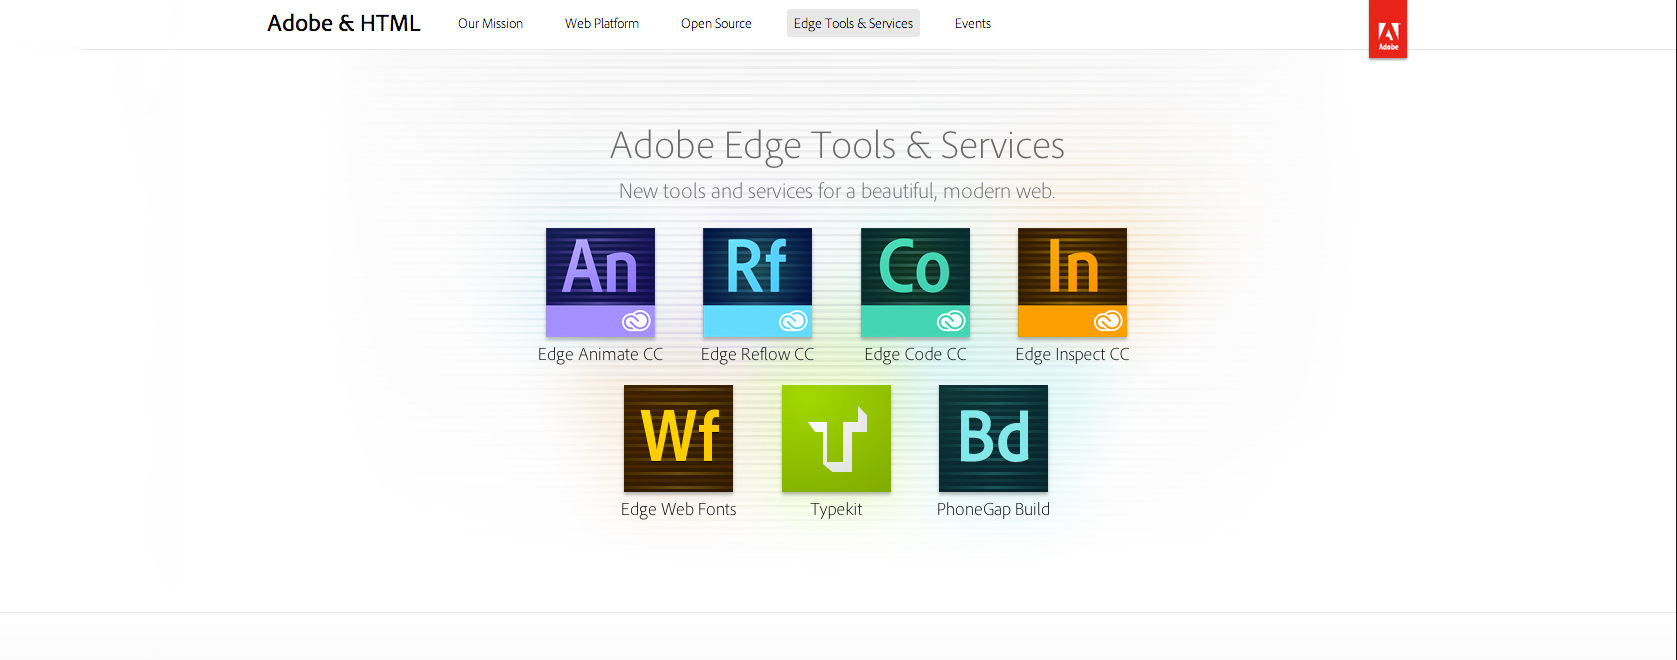 Adobe & HTML
Our Mission
Web Platform
Open Source
Edge Tools & Services
Events
Adobe
Adobe Edge Tools & Services
New tools and services for a beautiful, modern web.
An
Rf
Co
In
Edge Animate CC
Edge Reflow CC
Edge Code CC
Edge Inspect CC
Wf
Bd
Edge Web Fonts
Typekit
PhoneGap Build